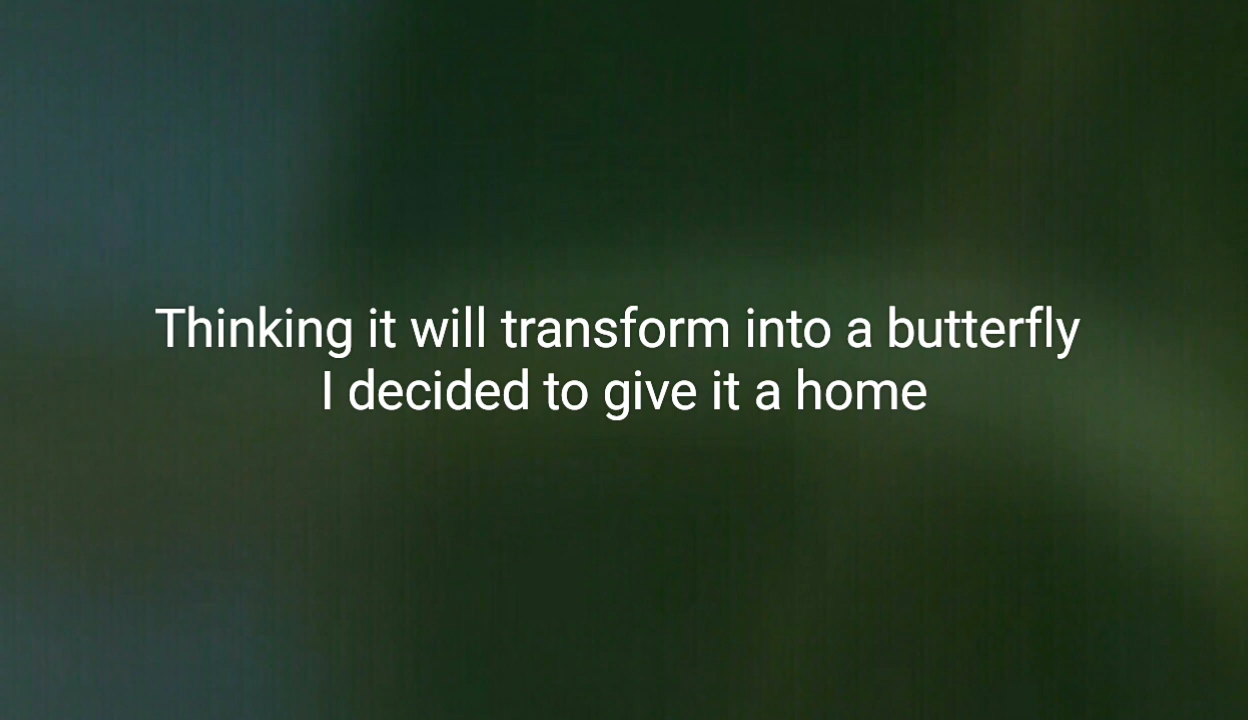 Thinking it will transform into a butterfly
I decided to give it a home